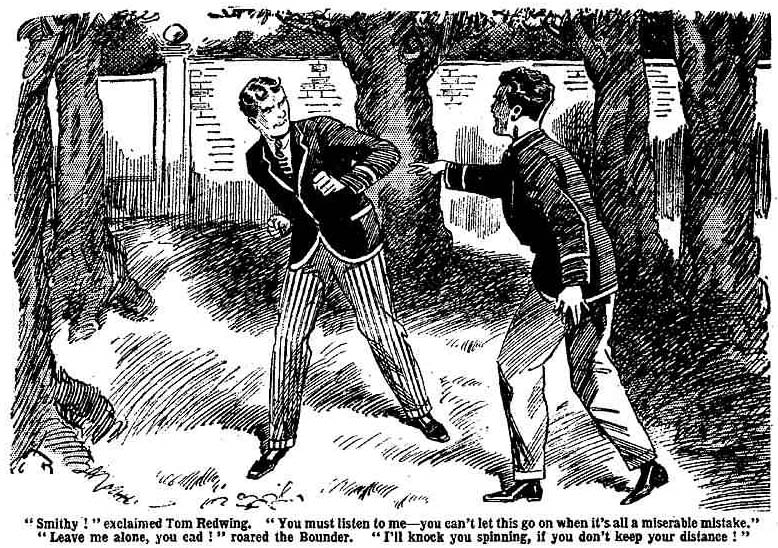 “ Smithy ! ” exclaimed Tom Redwing. “ You must listen to me—you can’t let this go on when it’s all a miserable mistake.”
“ Leave me alone, you cad ! ” roared the Bounder. “ I’ll knock you spinning, if you don’t keep your distance ! ”